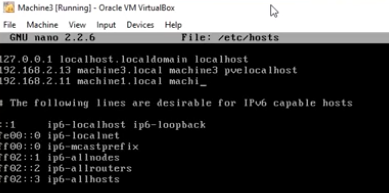 Machine3 [Running] - Oracle VM VirtualBox
File Machine View Input Devices Help
GNU nano 2.2.6 File: /etc/hosts
127.0.0.1 localhost.localdomain localhost
192.168.2.13 machine3.local machine3 pvelocalhost
192.168.2.11 machine1.local machi_
# The following lines are desirable for IPv6 capable hosts
::1 ip6-localhost ip6-loopback
fe00::0 ip6-localnet
ff00::0 ip6-mcastprefix
ff02::1 ip6-allnodes
ff02::2 ip6-allrouters
ff02::3 ip6-allhosts